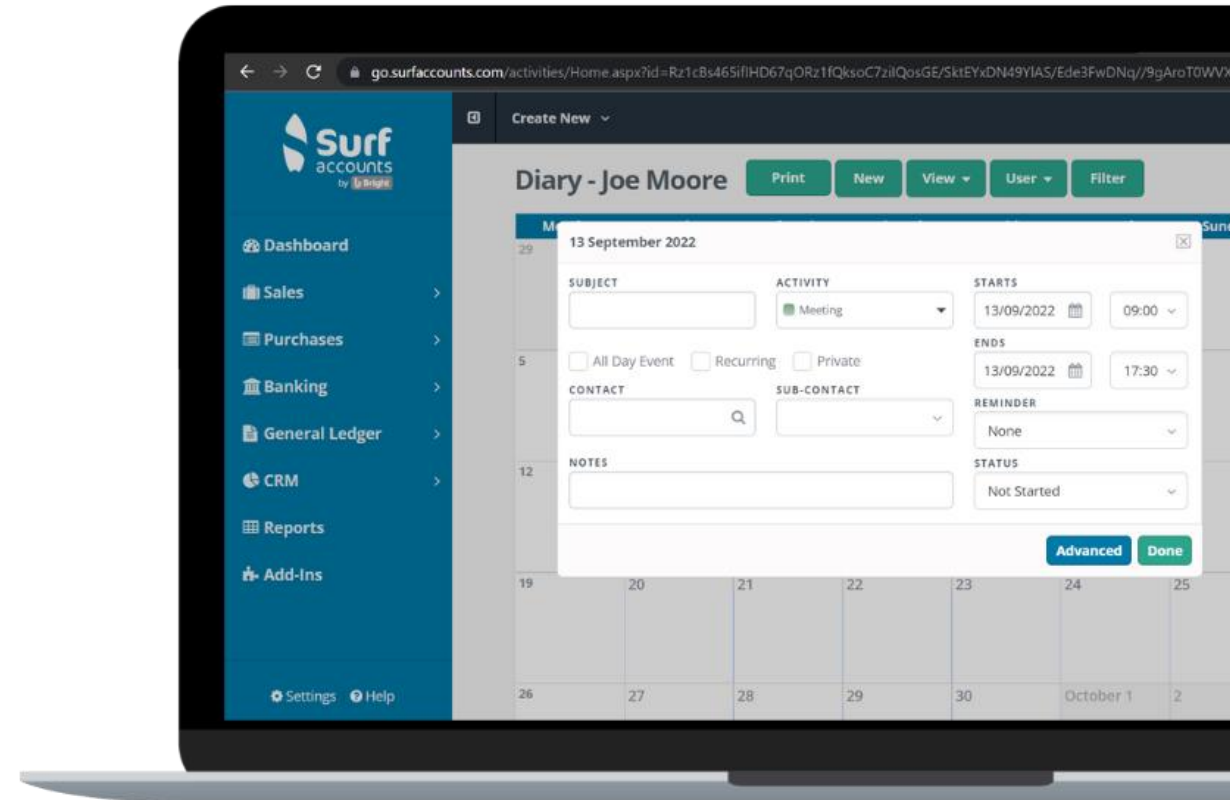 go.surfaccounts.com/activities/Home.aspx?id=
Surf
accounts
by Bright
Create New
Diary - Joe Moore
Print
New
View
User
Filter
Dashboard
Sales
Purchases
Banking
General Ledger
CRM
Reports
Add-Ins
Settings Help
13 September 2022
SUBJECT
ACTIVITY
Meeting
STARTS
13/09/2022 09:00
ENDS
13/09/2022 17:30
All Day Event Recurring Private
CONTACT
SUB-CONTACT
REMINDER
None
NOTES
STATUS
Not Started
Advanced Done
29
5
12
19 20 21 22 23 24 25
26 27 28 29 30 October 1 2